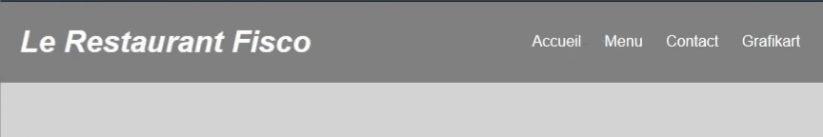 Le Restaurant Fisco
Accueil Menu Contact Grafikart